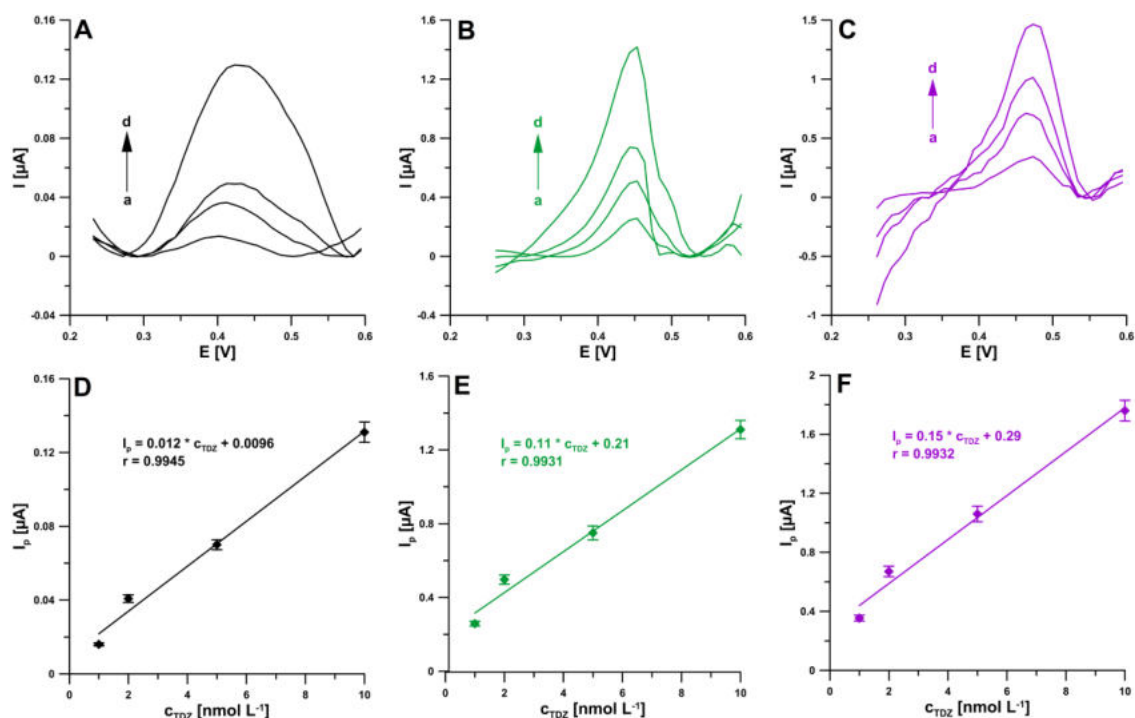 A
0.16
0.12
0.08
0.04
0
-0.04
I [µA]
d
a
0.2
0.3
0.4
0.5
0.6
E [V]
B
1.6
1.2
0.8
0.4
0
-0.4
I [µA]
d
a
0.2
0.3
0.4
0.5
0.6
E [V]
C
1.5
1
0.5
0
-0.5
-1
I [µA]
d
a
0.2
0.3
0.4
0.5
0.6
E [V]
D
0.16
0.12
0.08
0.04
0
Ip [µA]
Ip = 0.012 * cTDZ + 0.0096
r = 0.9945
0
2
4
6
8
10
cTDZ [nmol L-1]
E
1.6
1.2
0.8
0.4
0
Ip [µA]
Ip = 0.11 * cTDZ + 0.21
r = 0.9931
0
2
4
6
8
10
cTDZ [nmol L-1]
F
2
1.6
1.2
0.8
0.4
0
Ip [µA]
Ip = 0.15 * cTDZ + 0.29
r = 0.9932
0
2
4
6
8
10
cTDZ [nmol L-1]